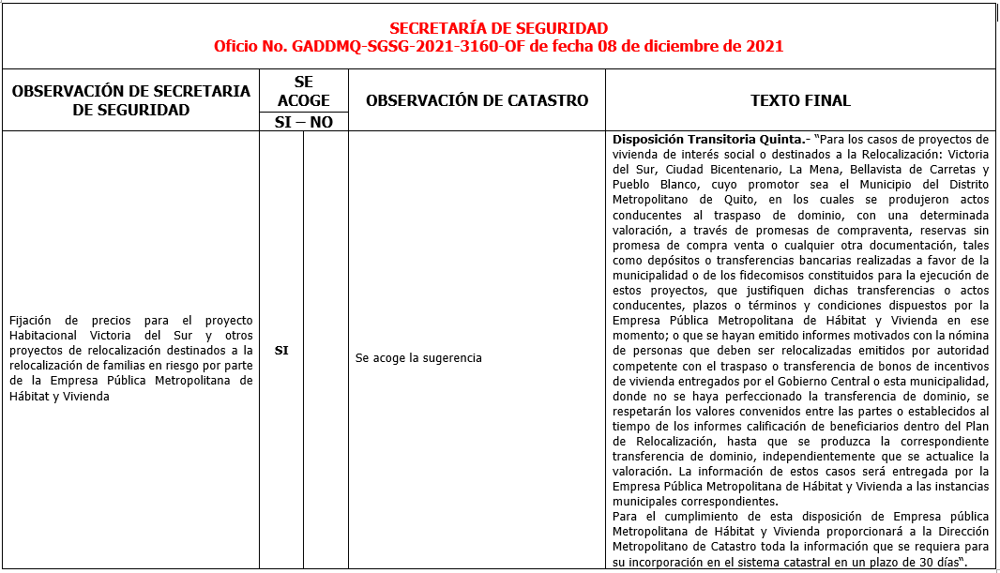 SECRETARÍA DE SEGURIDAD
Oficio No. GADDMQ-SGSG-2021-3160-OF de fecha 08 de diciembre de 2021
OBSERVACIÓN DE SECRETARIA
DE SEGURIDAD
SE
ACOGE
SI – NO
OBSERVACIÓN DE CATASTRO
TEXTO FINAL
Fijación de precios para el proyecto
Habitacional Victoria del Sur y otros
proyectos de relocalización destinados a la
relocalización de familias en riesgo por parte
de la Empresa Pública Metropolitana de
Hábitat y Vivienda
SI
Se acoge la sugerencia
Disposición Transitoria Quinta.- “Para los casos de proyectos de
vivienda de interés social o destinados a la Relocalización: Victoria
del Sur, Ciudad Bicentenario, La Mena, Bellavista de Carretas y
Pueblo Blanco, cuyo promotor sea el Municipio del Distrito
Metropolitano de Quito, en los cuales se produjeron actos
conducentes al traspaso de dominio, con una determinada
valoración, a través de promesas de compraventa, reservas sin
promesa de compra venta o cualquier otra documentación, tales
como depósitos o transferencias bancarias realizadas a favor de la
municipalidad o de los fidecomisos constituidos para la ejecución de
estos proyectos, que justifiquen dichas transferencias o actos
conducentes, plazos o términos y condiciones dispuestos por la
Empresa Pública Metropolitana de Hábitat y Vivienda en ese
momento; o que se hayan emitido informes motivados con la nómina
de personas que deben ser relocalizadas emitidos por autoridad
competente con el traspaso o transferencia de bonos de incentivos
de vivienda entregados por el Gobierno Central o esta municipalidad,
donde no se haya perfeccionado la transferencia de dominio, se
respetarán los valores convenidos entre las partes o establecidos al
tiempo de los informes calificación de beneficiarios dentro del Plan
de Relocalización, hasta que se produzca la correspondiente
transferencia de dominio, independientemente que se actualice la
valoración. La información de estos casos será entregada por la
Empresa Pública Metropolitana de Hábitat y Vivienda a las instancias
municipales correspondientes.
Para el cumplimiento de esta disposición de Empresa pública
Metropolitana de Hábitat y Vivienda proporcionará a la Dirección
Metropolitano de Catastro toda la información que se requiera para
su incorporación en el sistema catastral en un plazo de 30 días“.